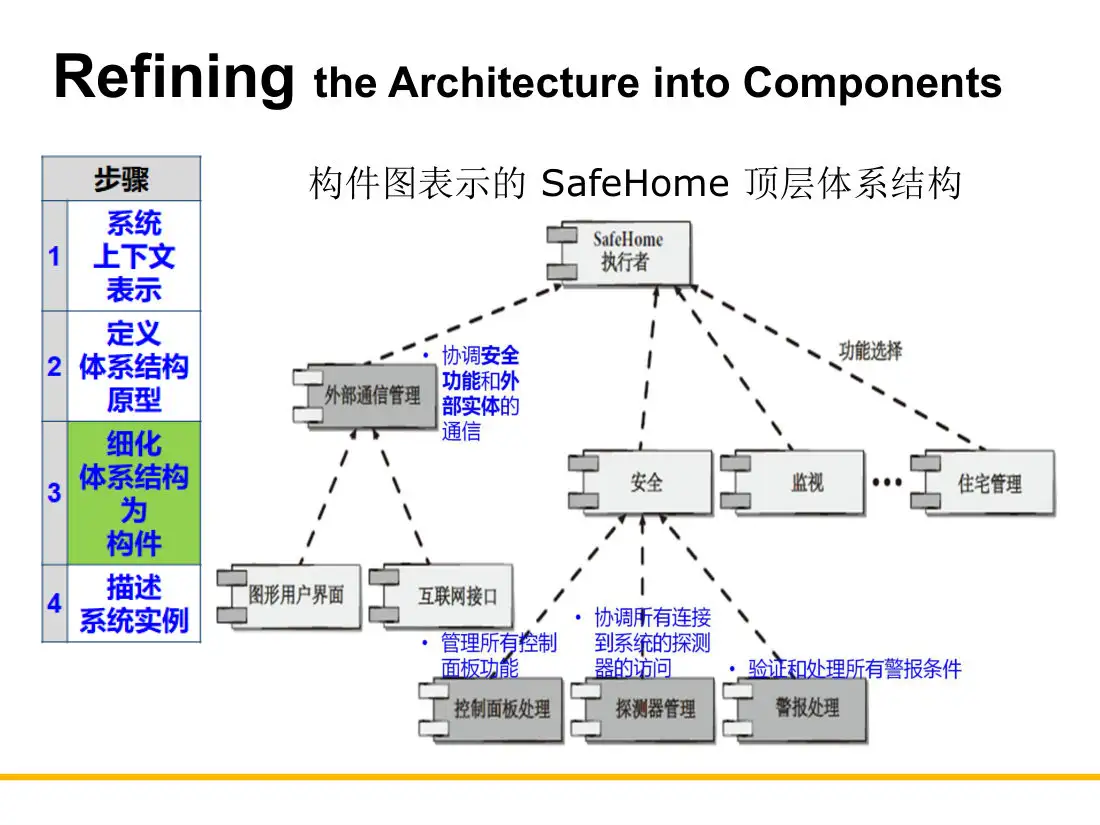 Refining the Architecture into Components
步骤
1
系统
上下文
表示
2
定义
体系结构
原型
3
细化
体系结构
为
构件
4
描述
系统实例
构件图表示的 SafeHome 顶层体系结构
SafeHome
执行者
功能选择
外部通信管理
• 协调安全
功能和外
部实体的
通信
安全
监视
•••
住宅管理
图形用户界面
互联网接口
• 管理所有控制
面板功能
• 协调所有连接
到系统的探测
器的访问
• 验证和处理所有警报条件
控制面板处理
探测器管理
警报处理